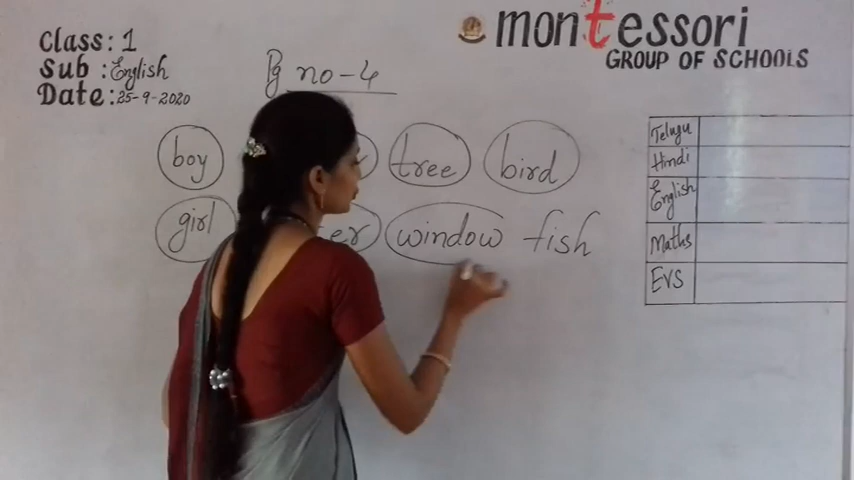 Class: 1
Sub : English
Date: 25-9-2020
Pg no-4
montessori
GROUP OF SCHOOLS
boy tree bird
girl window fish
Telugu
Hindi
English
Maths
EVS